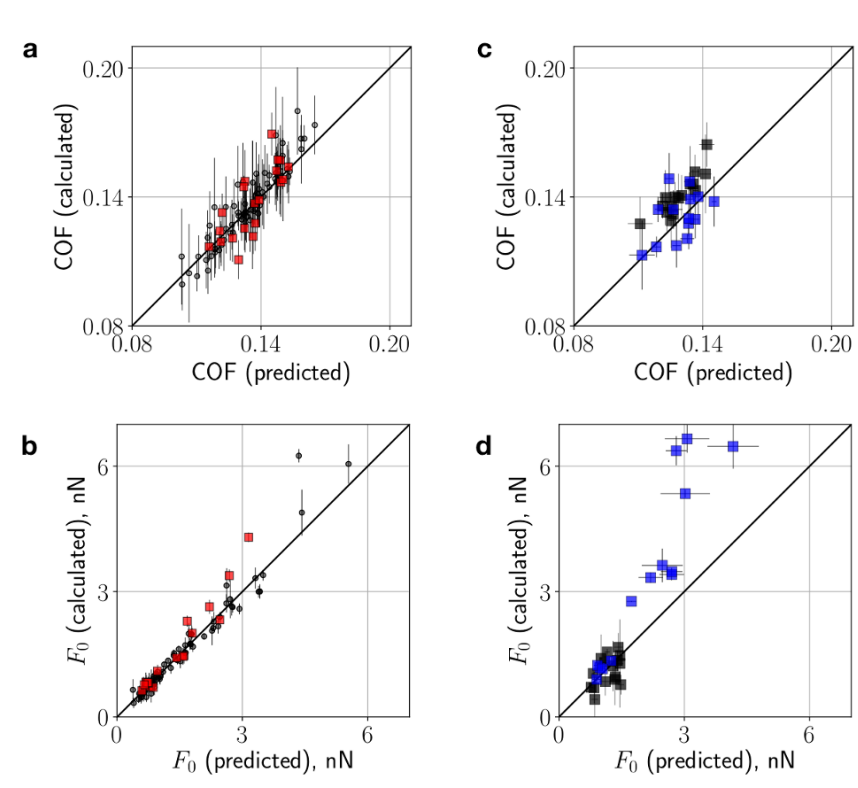 a
0.20
0.14
0.08
0.08 0.14 0.20
COF (calculated)
COF (predicted)
c
0.20
0.14
0.08
0.08 0.14 0.20
COF (calculated)
COF (predicted)
b
6
3
0
0 3 6
F₀ (calculated), nN
F₀ (predicted), nN
d
6
3
0
0 3 6
F₀ (calculated), nN
F₀ (predicted), nN